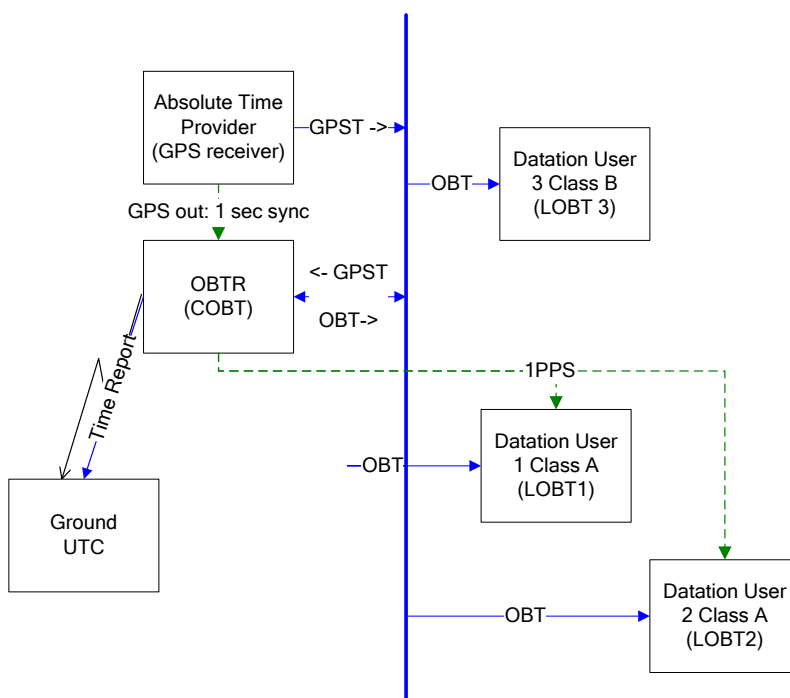 Absolute Time
Provider
(GPS receiver)
GPST ->
Datation User
3 Class B
(LOBT 3)
OBT
GPS out: 1 sec sync
OBTR
(COBT)
<- GPST
OBT->
Time Report
1PPS
Datation User
1 Class A
(LOBT1)
OBT
Ground
UTC
Datation User
2 Class A
(LOBT2)
OBT